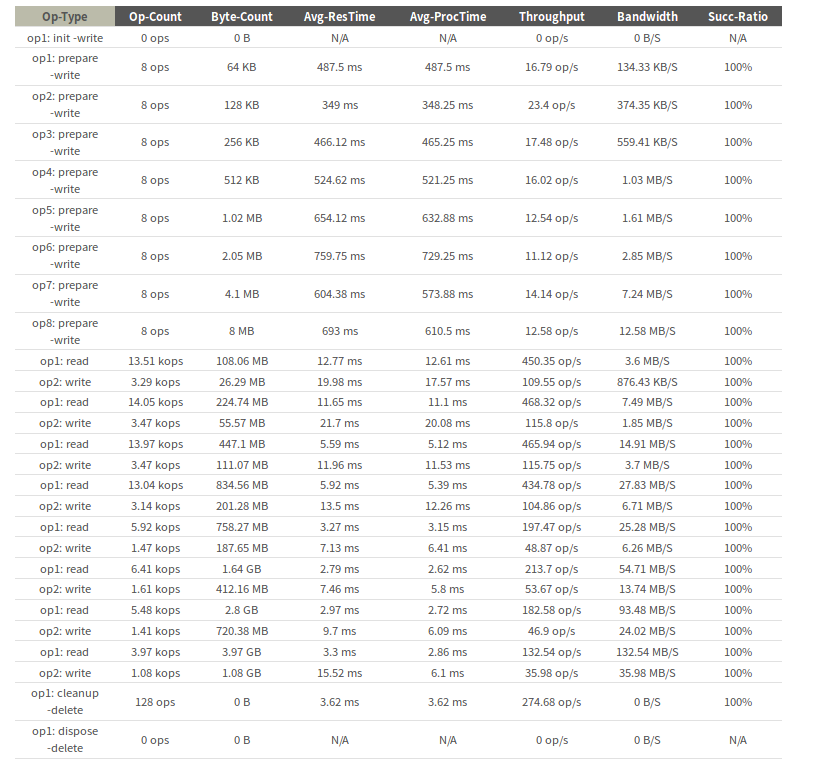 Op-Type Op-Count Byte-Count Avg-ResTime Avg-ProcTime Throughput Bandwidth Succ-Ratio
op1: init -write 0 ops 0 B N/A N/A 0 op/s 0 B/S N/A
op1: prepare
-write 8 ops 64 KB 487.5 ms 487.5 ms 16.79 op/s 134.33 KB/S 100%
op2: prepare
-write 8 ops 128 KB 349 ms 348.25 ms 23.4 op/s 374.35 KB/S 100%
op3: prepare
-write 8 ops 256 KB 466.12 ms 465.25 ms 17.48 op/s 559.41 KB/S 100%
op4: prepare
-write 8 ops 512 KB 524.62 ms 521.25 ms 16.02 op/s 1.03 MB/S 100%
op5: prepare
-write 8 ops 1.02 MB 654.12 ms 632.88 ms 12.54 op/s 1.61 MB/S 100%
op6: prepare
-write 8 ops 2.05 MB 759.75 ms 729.25 ms 11.12 op/s 2.85 MB/S 100%
op7: prepare
-write 8 ops 4.1 MB 604.38 ms 573.88 ms 14.14 op/s 7.24 MB/S 100%
op8: prepare
-write 8 ops 8 MB 693 ms 610.5 ms 12.58 op/s 12.58 MB/S 100%
op1: read 13.51 kops 108.06 MB 12.77 ms 12.61 ms 450.35 op/s 3.6 MB/S 100%
op2: write 3.29 kops 26.29 MB 19.98 ms 17.57 ms 109.55 op/s 876.43 KB/S 100%
op1: read 14.05 kops 224.74 MB 11.65 ms 11.1 ms 468.32 op/s 7.49 MB/S 100%
op2: write 3.47 kops 55.57 MB 21.7 ms 20.08 ms 115.8 op/s 1.85 MB/S 100%
op1: read 13.97 kops 447.1 MB 5.59 ms 5.12 ms 465.94 op/s 14.91 MB/S 100%
op2: write 3.47 kops 111.07 MB 11.96 ms 11.53 ms 115.75 op/s 3.7 MB/S 100%
op1: read 13.04 kops 834.56 MB 5.92 ms 5.39 ms 434.78 op/s 27.83 MB/S 100%
op2: write 3.14 kops 201.28 MB 13.5 ms 12.26 ms 104.86 op/s 6.71 MB/S 100%
op1: read 5.92 kops 758.27 MB 3.27 ms 3.15 ms 197.47 op/s 25.28 MB/S 100%
op2: write 1.47 kops 187.65 MB 7.13 ms 6.41 ms 48.87 op/s 6.26 MB/S 100%
op1: read 6.41 kops 1.64 GB 2.79 ms 2.62 ms 213.7 op/s 54.71 MB/S 100%
op2: write 1.61 kops 412.16 MB 7.46 ms 5.8 ms 53.67 op/s 13.74 MB/S 100%
op1: read 5.48 kops 2.8 GB 2.97 ms 2.72 ms 182.58 op/s 93.48 MB/S 100%
op2: write 1.41 kops 720.38 MB 9.7 ms 6.09 ms 46.9 op/s 24.02 MB/S 100%
op1: read 3.97 kops 3.97 GB 3.3 ms 2.86 ms 132.54 op/s 132.54 MB/S 100%
op2: write 1.08 kops 1.08 GB 15.52 ms 6.1 ms 35.98 op/s 35.98 MB/S 100%
op1: cleanup
-delete 128 ops 0 B 3.62 ms 3.62 ms 274.68 op/s 0 B/S 100%
op1: dispose
-delete 0 ops 0 B N/A N/A 0 op/s 0 B/S N/A